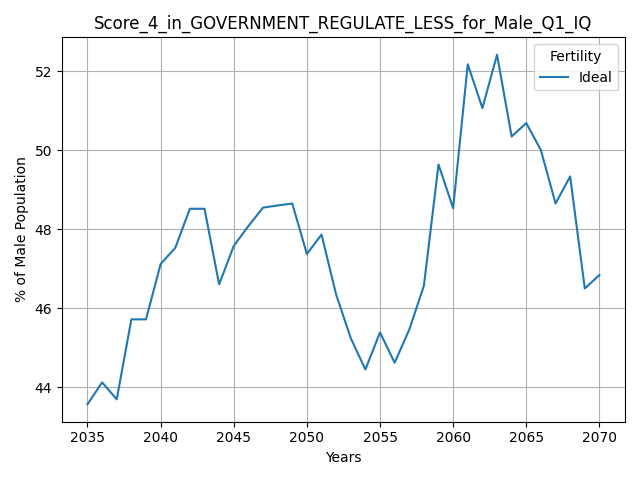 Score_4_in_GOVERNMENT_REGULATE_LESS_for_Male_Q1_IQ
Fertility
Ideal
% of Male Population
52
50
48
46
44
2035 2040 2045 2050 2055 2060 2065 2070
Years